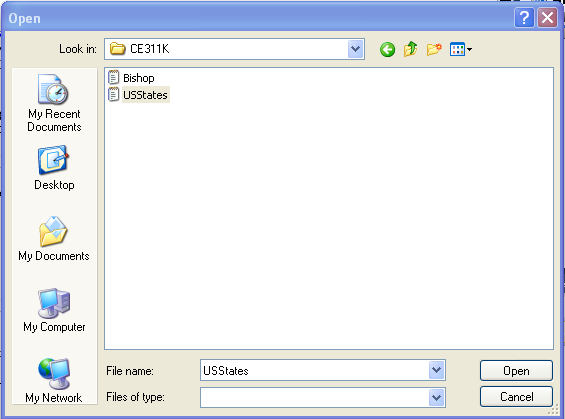 Open
Look in:
CE311K
Bishop
USStates
My Recent
Documents
Desktop
My Documents
My Computer
My Network
File name:
USStates
Open
Files of type:
Cancel